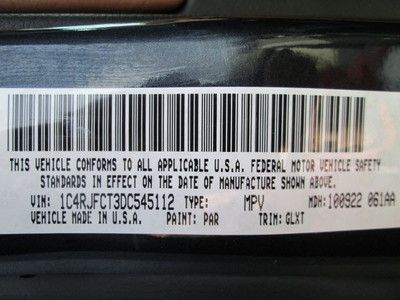 THIS VEHICLE CONFORMS TO ALL APPLICABLE U.S.A. FEDERAL MOTOR VEHICLE SAFETY
STANDARDS IN EFFECT ON THE DATE OF MANUFACTURE SHOWN ABOVE.
VIN: 1C4RJFCT3DC545112 TYPE: MPV MDH: 100922 061AA
VEHICLE MADE IN U.S.A. PAINT: PAR TRIM: GLXT